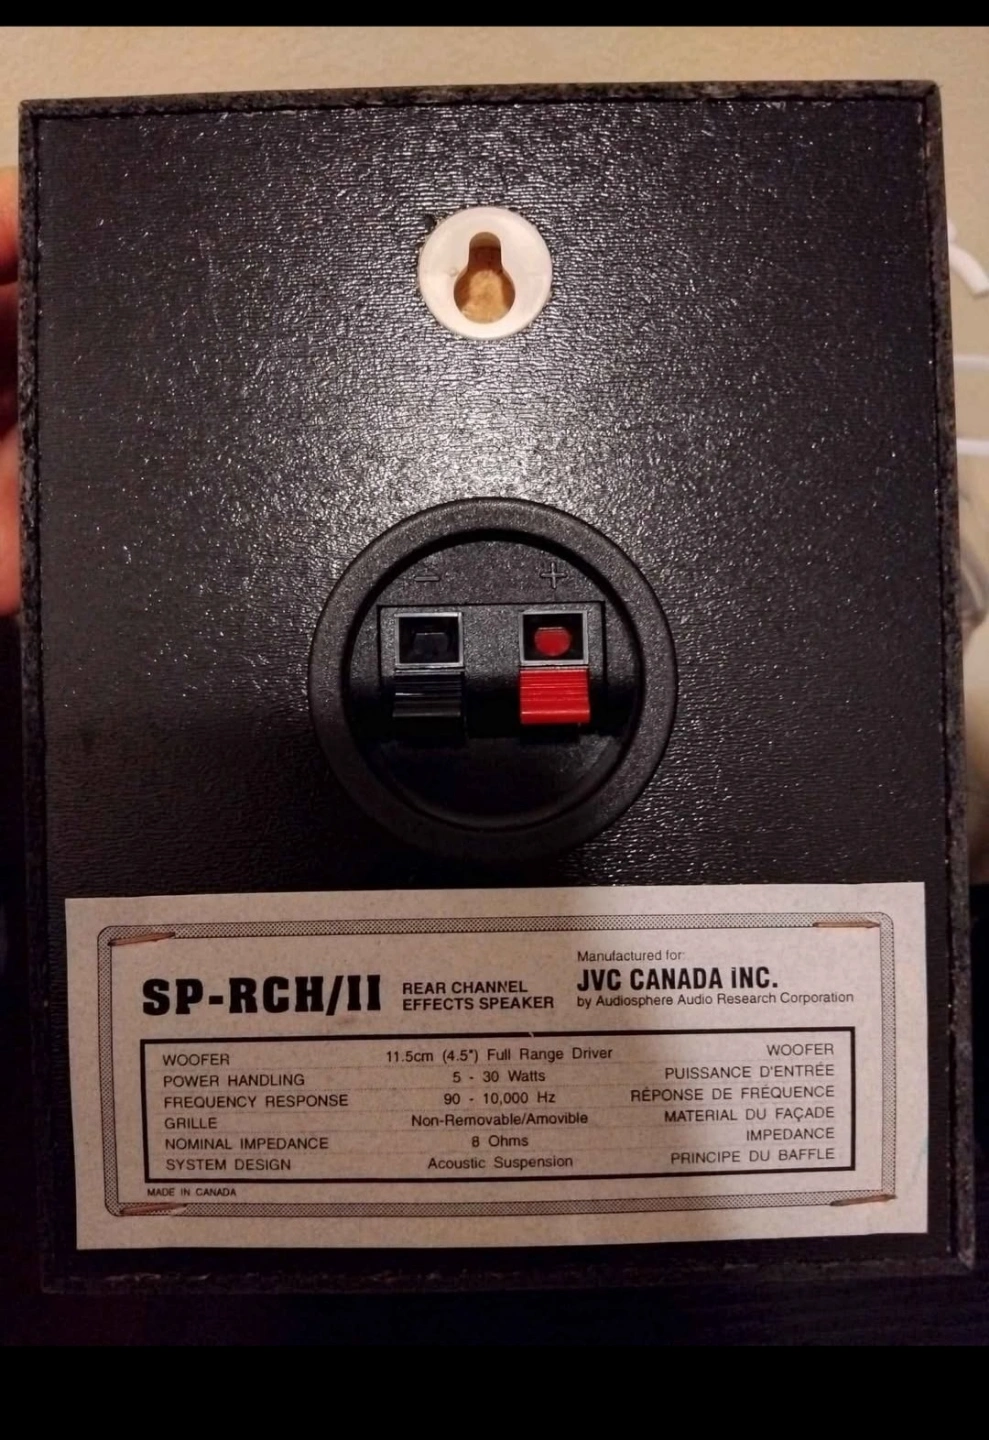 - +
Manufactured for:
SP-RCH/II REAR CHANNEL EFFECTS SPEAKER JVC CANADA INC.
by Audiosphere Audio Research Corporation
WOOFER 11.5cm (4.5") Full Range Driver WOOFER
POWER HANDLING 5 - 30 Watts PUISSANCE D'ENTRÉE
FREQUENCY RESPONSE 90 - 10,000 Hz RÉPONSE DE FRÉQUENCE
GRILLE Non-Removable/Amovible MATERIAL DU FAÇADE
NOMINAL IMPEDANCE 8 Ohms IMPEDANCE
SYSTEM DESIGN Acoustic Suspension PRINCIPE DU BAFFLE
MADE IN CANADA